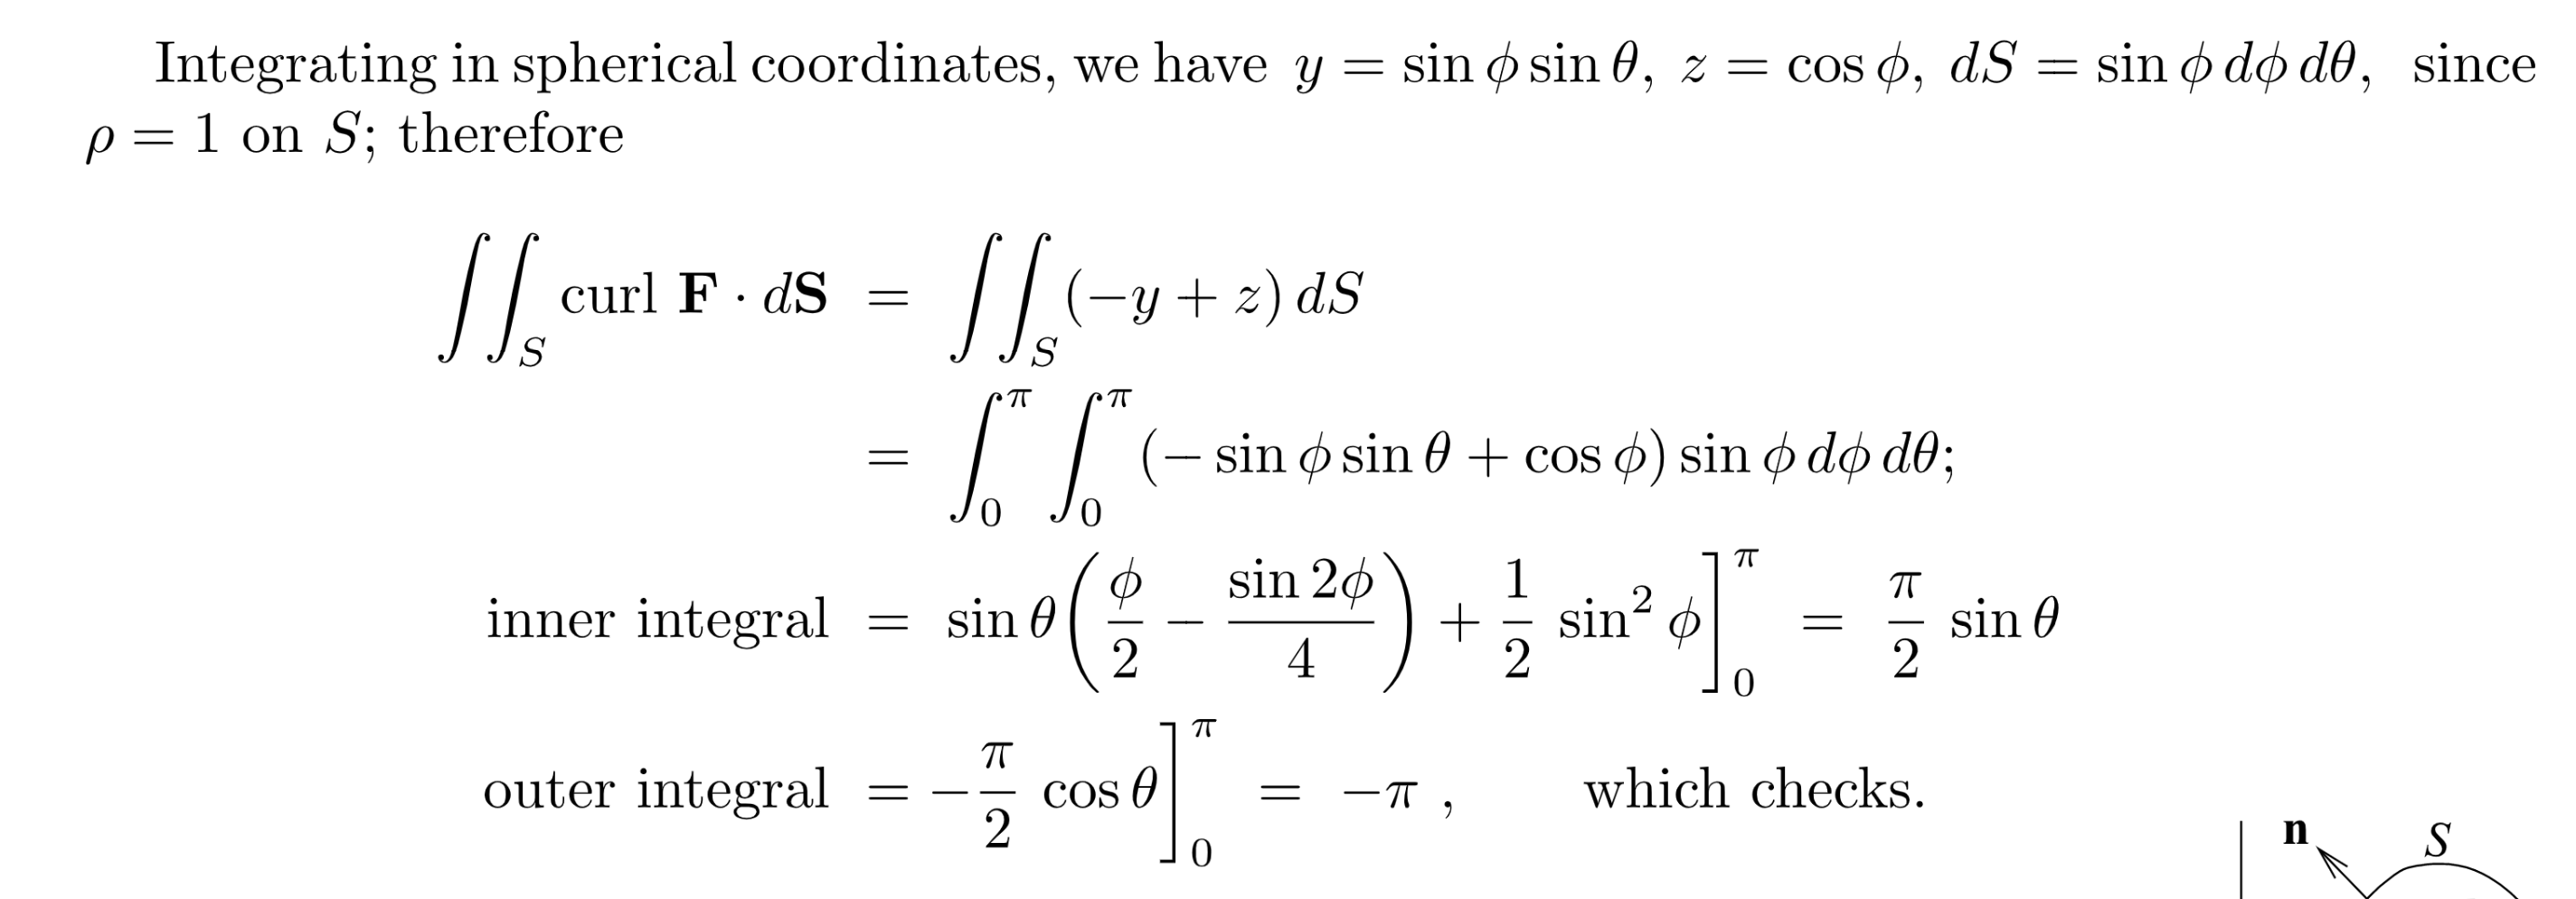 Integrating in spherical coordinates, we have y = sin ϕ sin θ, z = cos ϕ, dS = sin ϕ dϕ dθ, since
ρ = 1 on S; therefore
∬_S curl **F** · d**S** = ∬_S (−y + z) dS
= ∫_0^π ∫_0^π (− sin ϕ sin θ + cos ϕ) sin ϕ dϕ dθ;
inner integral = sin θ(ϕ/2 − sin 2ϕ/4) + 1/2 sin² ϕ]_0^π = π/2 sin θ
outer integral = −π/2 cos θ]_0^π = −π , which checks.
n S